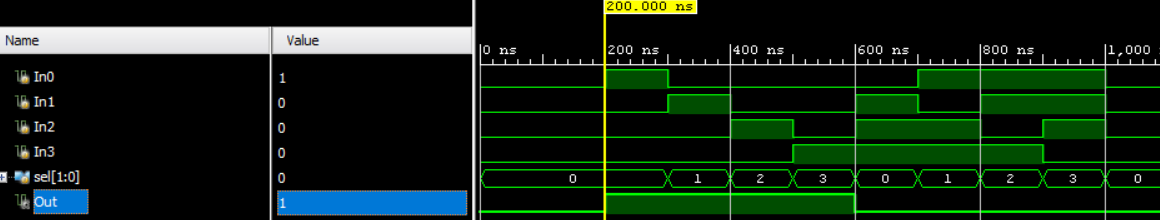 200.000 ns
Name Value
0 ns 200 ns 400 ns 600 ns 800 ns 1,000
In0 1
In1 0
In2 0
In3 0
sel[1:0] 0 0 1 2 3 0 1 2 3 0
Out 1